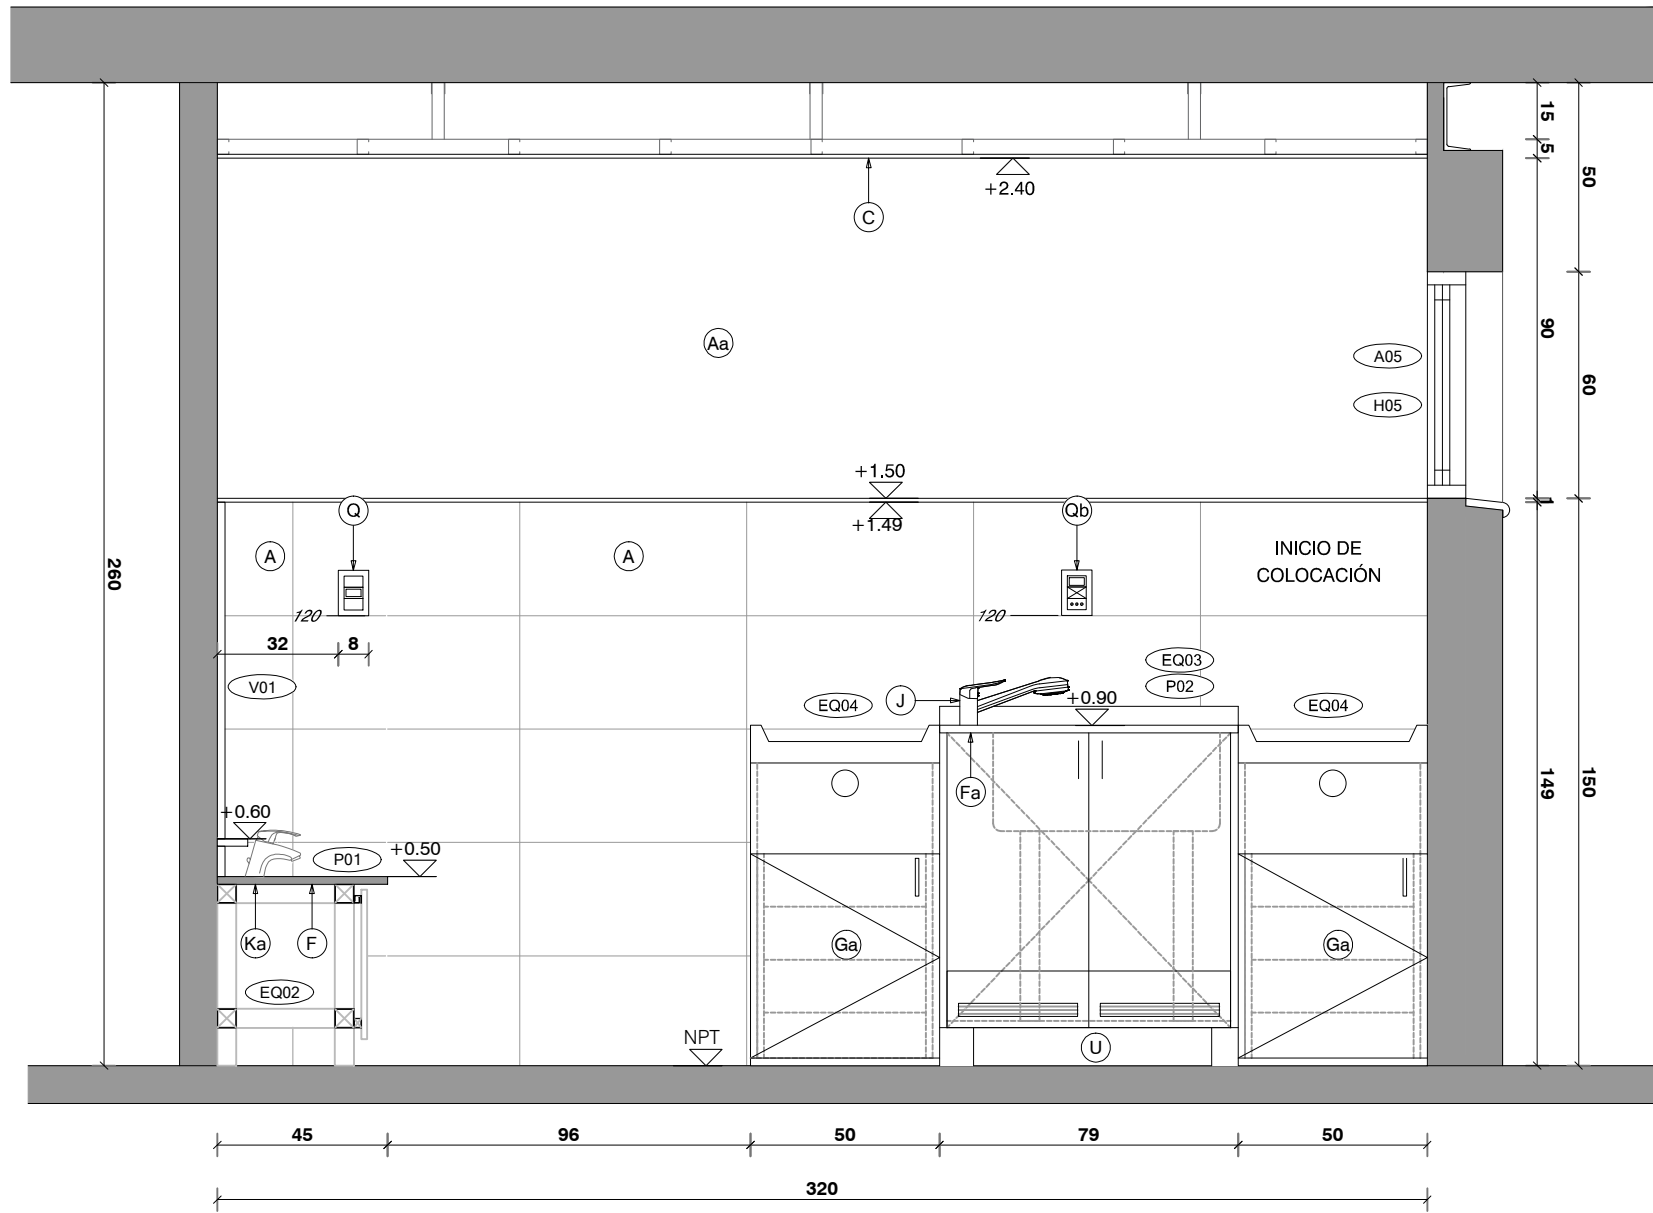 15
5
50
+2.40
C
Aa
90
A05
60
H05
+1.50
1
+1.49
Q
Qb
A
A
INICIO DE
COLOCACIÓN
260
120
120
32
8
V01
EQ03
P02
EQ04
J
+0.90
EQ04
149
150
Fa
+0.60
P01
+0.50
Ka
F
Ga
Ga
EQ02
NPT
U
45
96
50
79
50
320